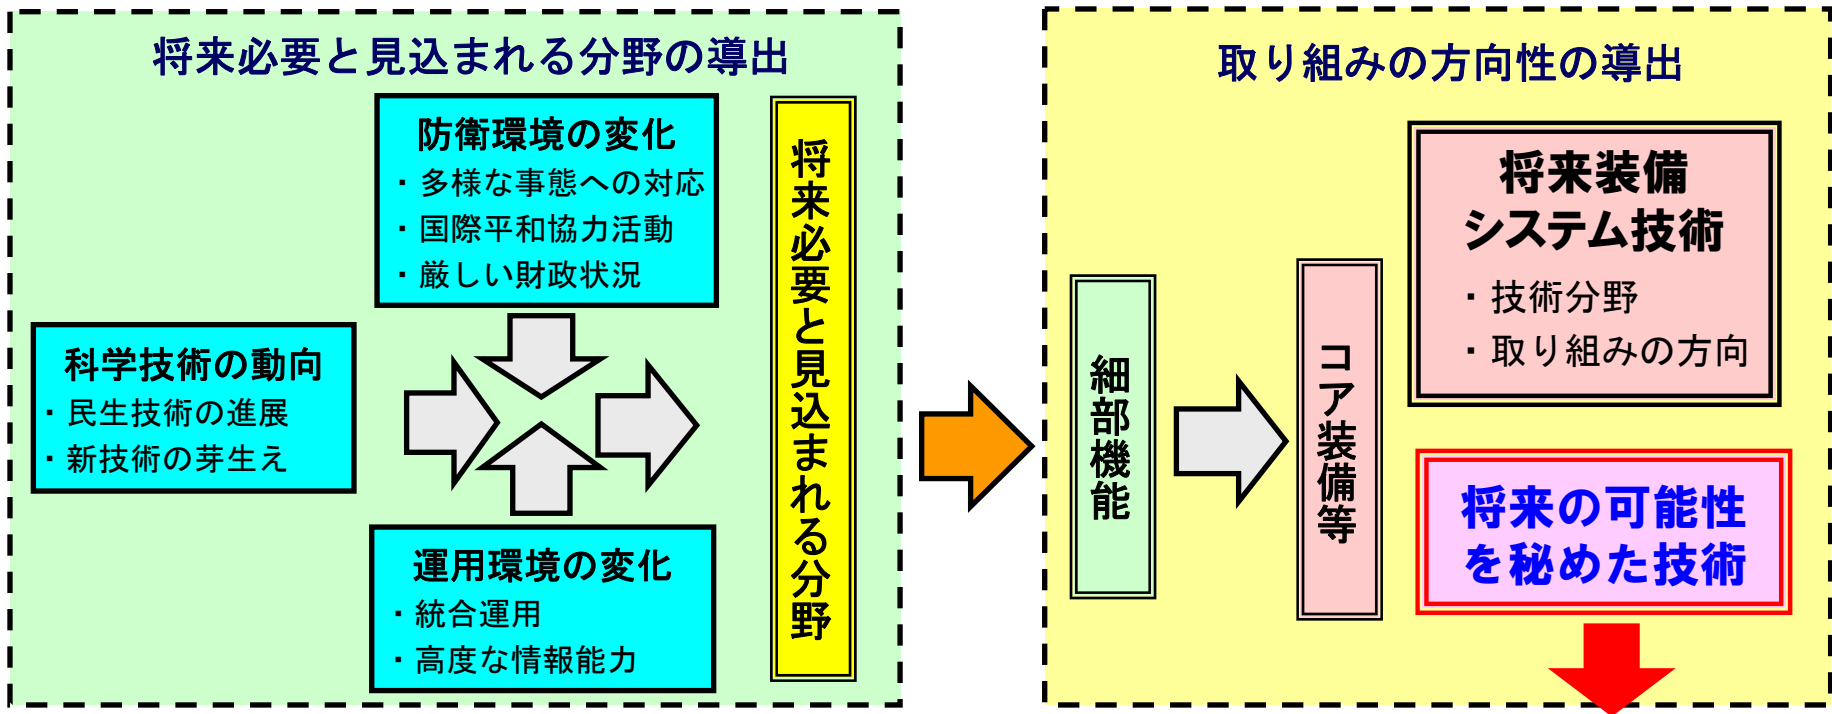 将来必要と見込まれる分野の導出
防衛環境の変化
・多様な事態への対応
・国際平和協力活動
・厳しい財政状況
科学技術の動向
・民生技術の進展
・新技術の芽生え
運用環境の変化
・統合運用
・高度な情報能力
将来必要と見込まれる分野
取り組みの方向性の導出
細部機能
コア装備等
将来装備
システム技術
・技術分野
・取り組みの方向
将来の可能性
を秘めた技術